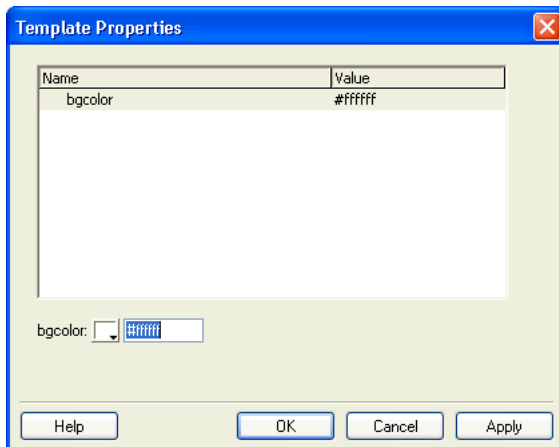 Template Properties
Name Value
bgcolor #ffffff
bgcolor: #ffffff
Help OK Cancel Apply